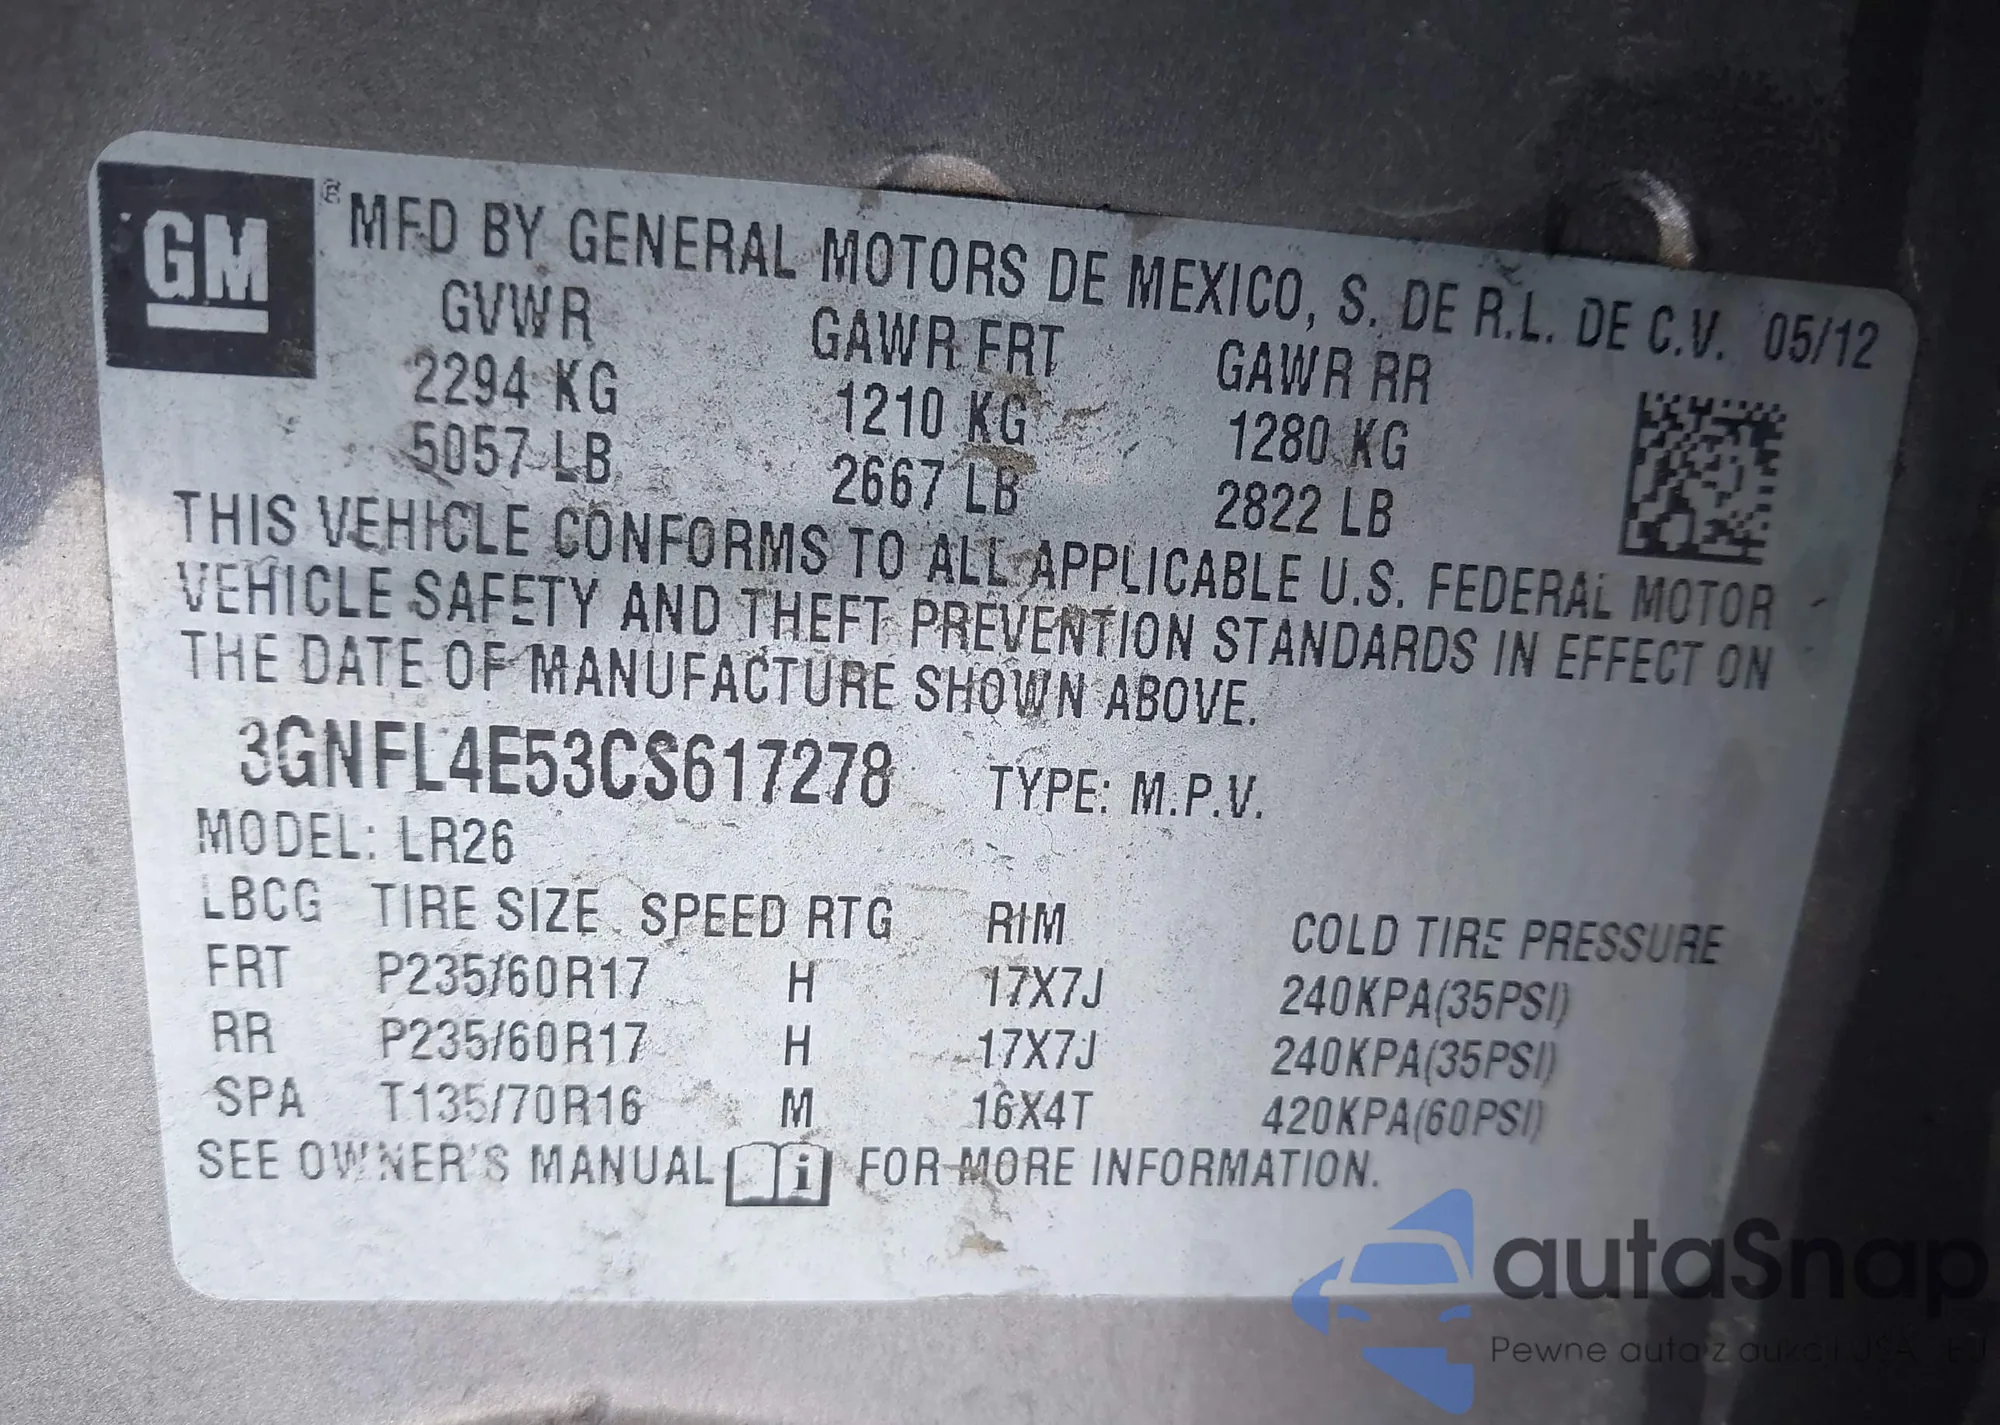 GM ® MFD BY GENERAL MOTORS DE MEXICO, S. DE R.L. DE C.V. 05/12
GVWR GAWR FRT GAWR RR
2294 KG 1210 KG 1280 KG
5057 LB 2667 LB 2822 LB
THIS VEHICLE CONFORMS TO ALL APPLICABLE U.S. FEDERAL MOTOR
VEHICLE SAFETY AND THEFT PREVENTION STANDARDS IN EFFECT ON
THE DATE OF MANUFACTURE SHOWN ABOVE.
3GNFL4E53CS617278 TYPE: M.P.V.
MODEL: LR26
LBCG TIRE SIZE SPEED RTG RIM COLD TIRE PRESSURE
FRT P235/60R17 H 17X7J 240KPA(35PSI)
RR P235/60R17 H 17X7J 240KPA(35PSI)
SPA T135/70R16 M 16X4T 420KPA(60PSI)
SEE OWNER'S MANUAL i FOR MORE INFORMATION.
autaSnap
Pewne auta z aukcji USA